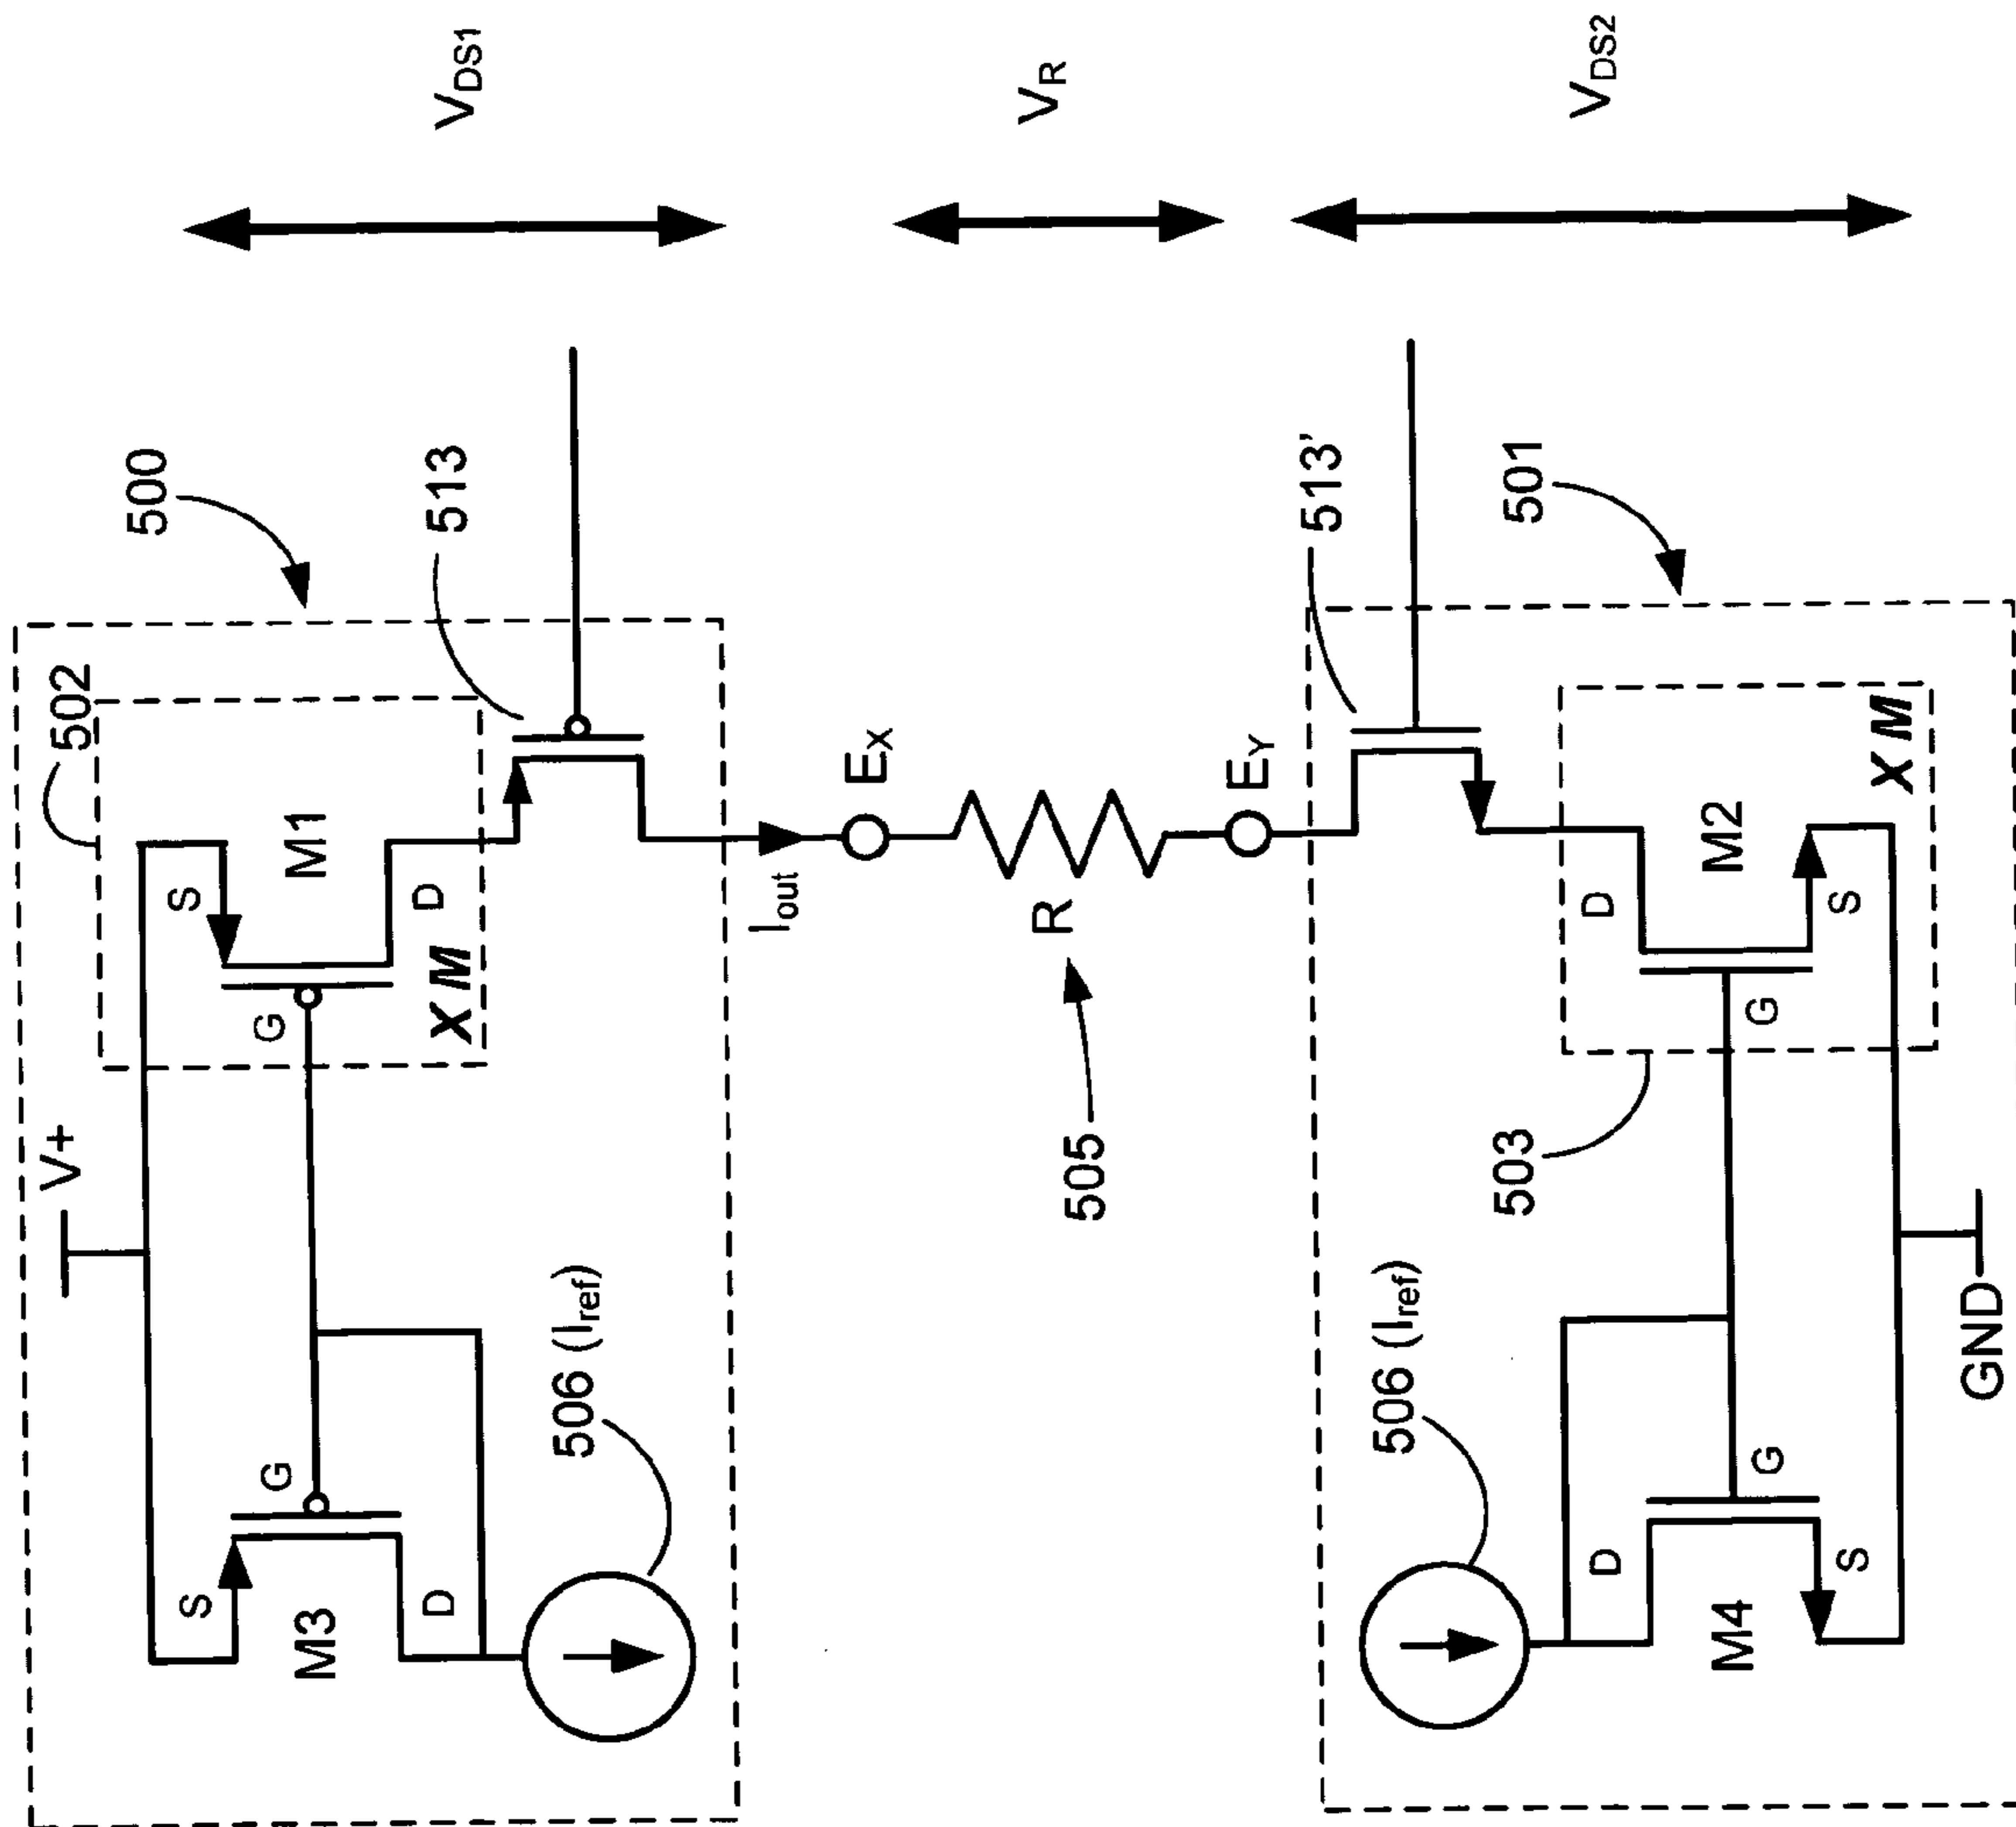 V+
502
500
S
M1
V_DS1
S
G
G
D
M3
X M
513
D
506 (I_ref)
I_out
E_X
R
V_R
505
E_Y
506 (I_ref)
513'
503
501
D
D
V_DS2
M4
G
G
M2
S
S
X M
GND